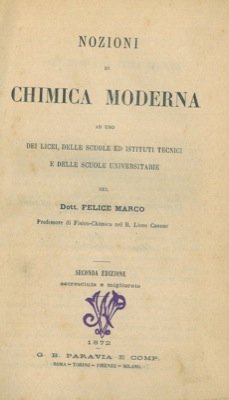 NOZIONI
DI
CHIMICA MODERNA
AD USO
DEI LICEI, DELLE SCUOLE ED ISTITUTI TECNICI
E DELLE SCUOLE UNIVERSITARIE
DEL
Dott. FELICE MARCO
Professore di Fisico-Chimica nel R. Liceo Cavour
SECONDA EDIZIONE
accresciuta e migliorata
1872
G. B. PARAVIA E COMP.
ROMA - TORINO - FIRENZE - MILANO